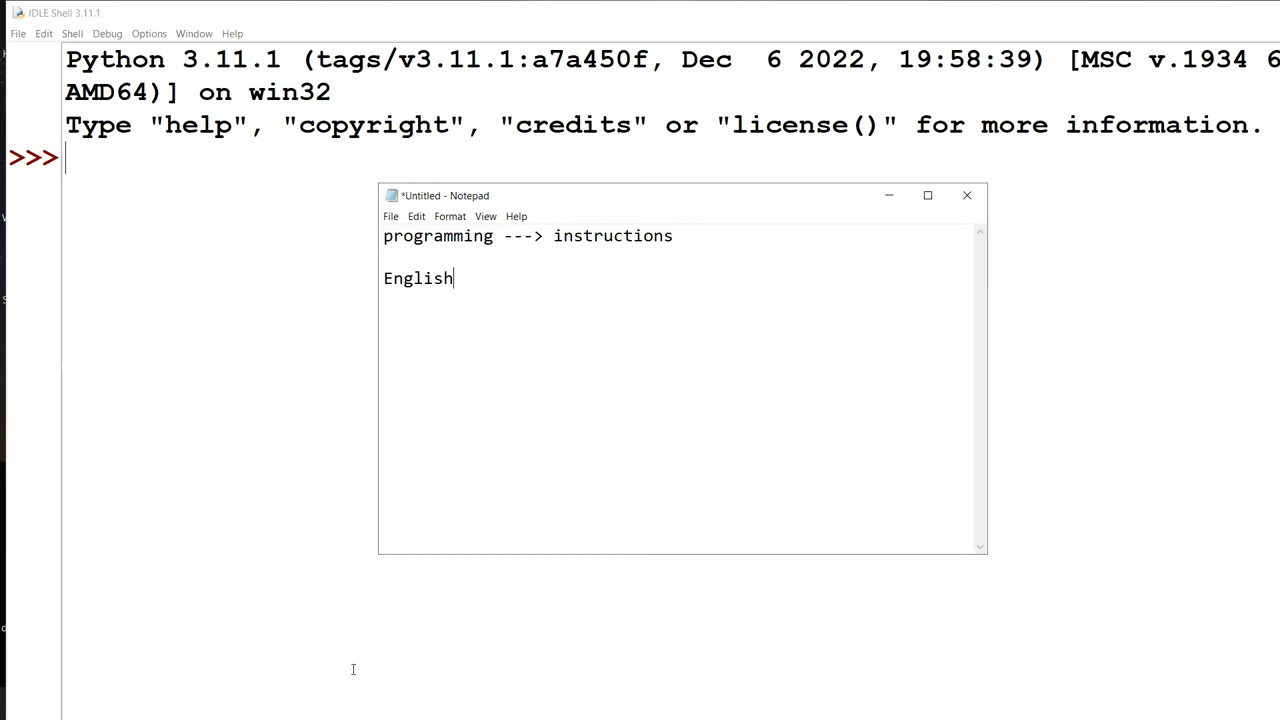 IDLE Shell 3.11.1
File Edit Shell Debug Options Window Help
Python 3.11.1 (tags/v3.11.1:a7a450f, Dec  6 2022, 19:58:39) [MSC v.1934 6
AMD64)] on win32
Type "help", "copyright", "credits" or "license()" for more information.
>>>
*Untitled - Notepad
File Edit Format View Help
programming ---> instructions
English